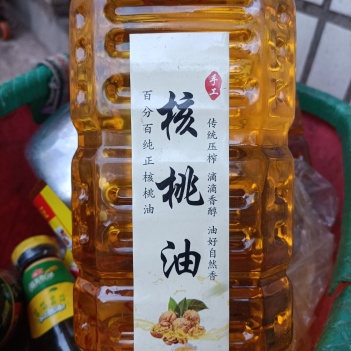 手工
核桃油
百分百纯正核桃油
传统压榨 滴滴香醇 油好自然香